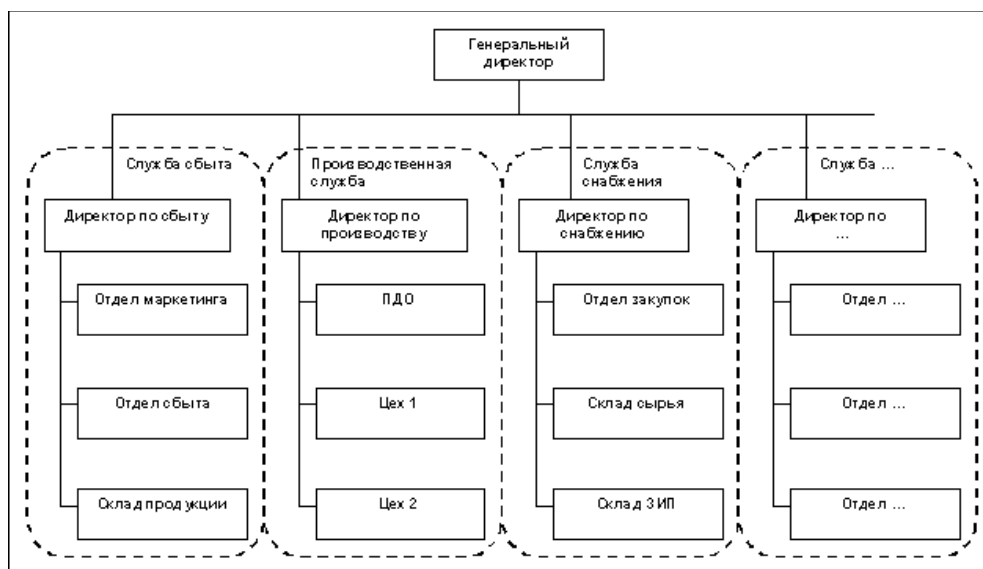 Генеральный
директор
Служба сбыта
Производственная
служба
Служба
снабжения
Служба ...
Директор по сбыту
Директор по
производству
Директор по
снабжению
Директор по
...
Отдел маркетинга
ПДО
Отдел закупок
Отдел ...
Отдел сбыта
Цех 1
Склад сырья
Отдел ...
Склад продукции
Цех 2
Склад ЗИП
Отдел ...